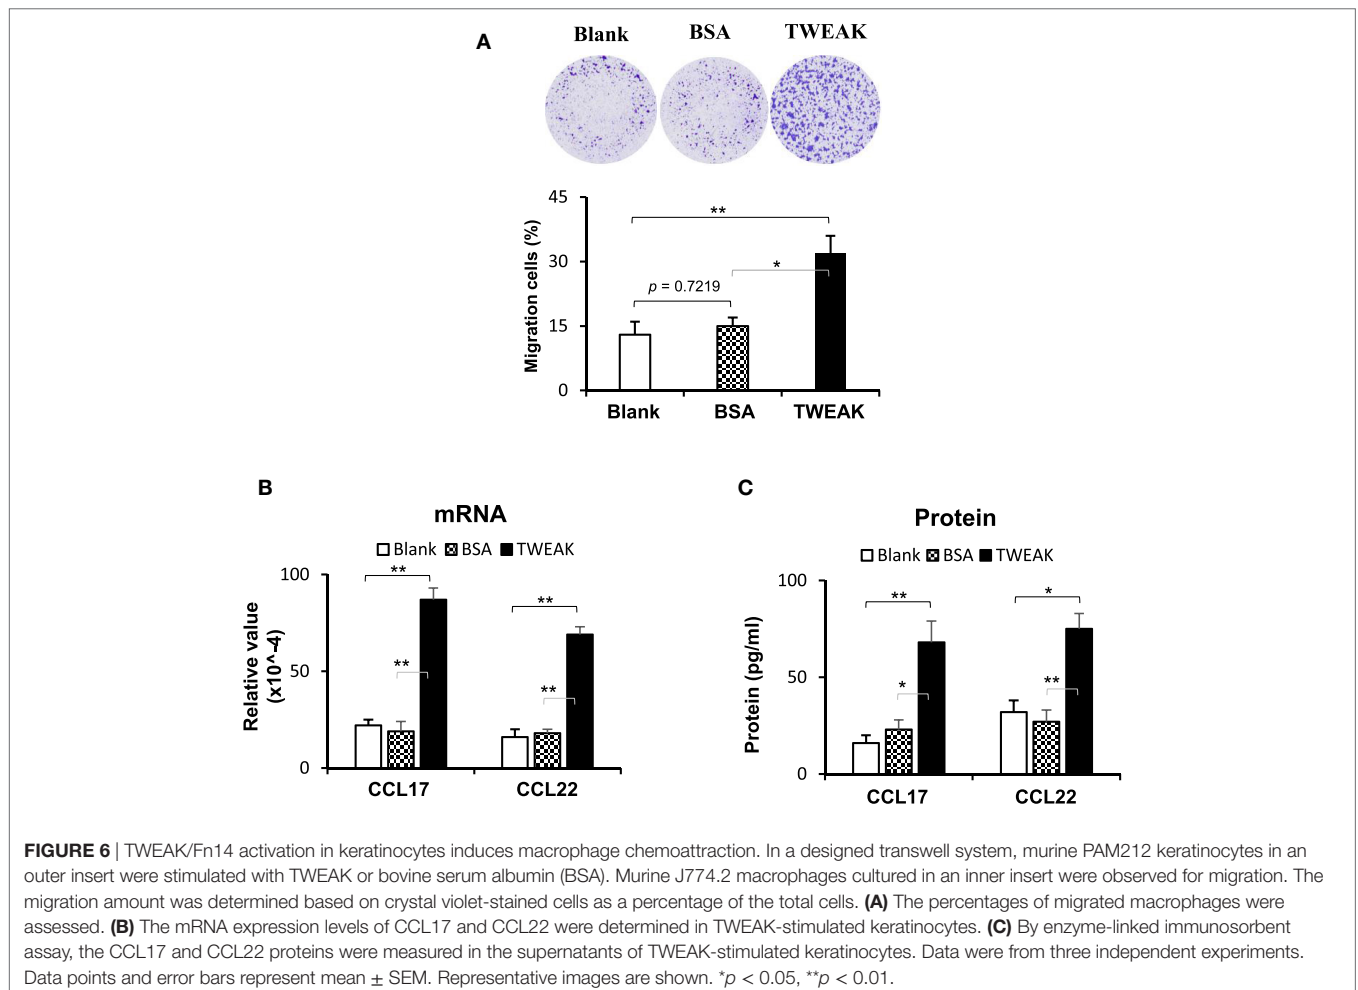 A
Blank BSA TWEAK
45
30
15
0
Migration cells (%)
**
*
p = 0.7219
Blank BSA TWEAK
B
mRNA
Blank BSA TWEAK
100
50
0
Relative value
(x10^-4)
**
**
**
**
CCL17 CCL22
C
Protein
Blank BSA TWEAK
100
50
0
Protein (pg/ml)
**
*
*
**
CCL17 CCL22
FIGURE 6 | TWEAK/Fn14 activation in keratinocytes induces macrophage chemoattraction. In a designed transwell system, murine PAM212 keratinocytes in an
outer insert were stimulated with TWEAK or bovine serum albumin (BSA). Murine J774.2 macrophages cultured in an inner insert were observed for migration. The
migration amount was determined based on crystal violet-stained cells as a percentage of the total cells. (A) The percentages of migrated macrophages were
assessed. (B) The mRNA expression levels of CCL17 and CCL22 were determined in TWEAK-stimulated keratinocytes. (C) By enzyme-linked immunosorbent
assay, the CCL17 and CCL22 proteins were measured in the supernatants of TWEAK-stimulated keratinocytes. Data were from three independent experiments.
Data points and error bars represent mean ± SEM. Representative images are shown. *p < 0.05, **p < 0.01.